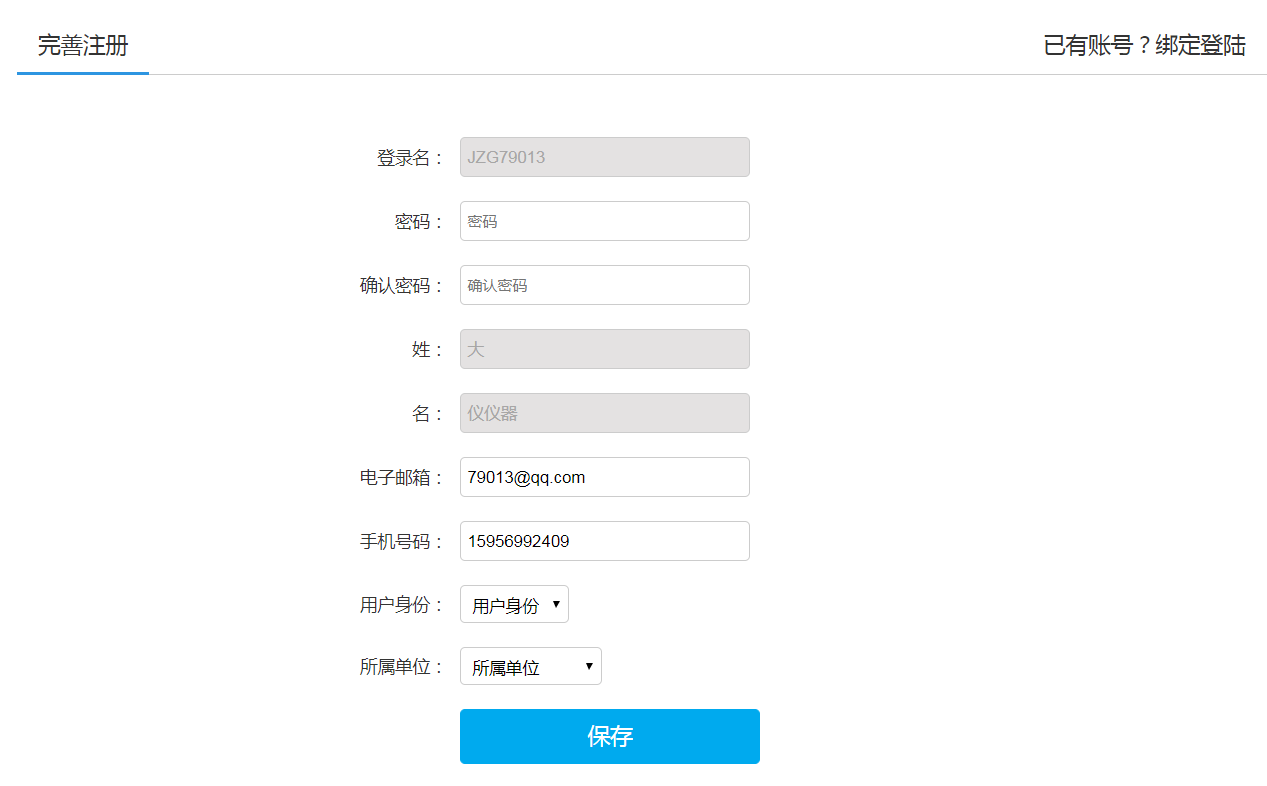 完善注册
已有账号？绑定登陆
登录名： JZG79013
密码： 密码
确认密码： 确认密码
姓： 大
名： 仪仪器
电子邮箱： 79013@qq.com
手机号码： 15956992409
用户身份： 用户身份
所属单位： 所属单位
保存